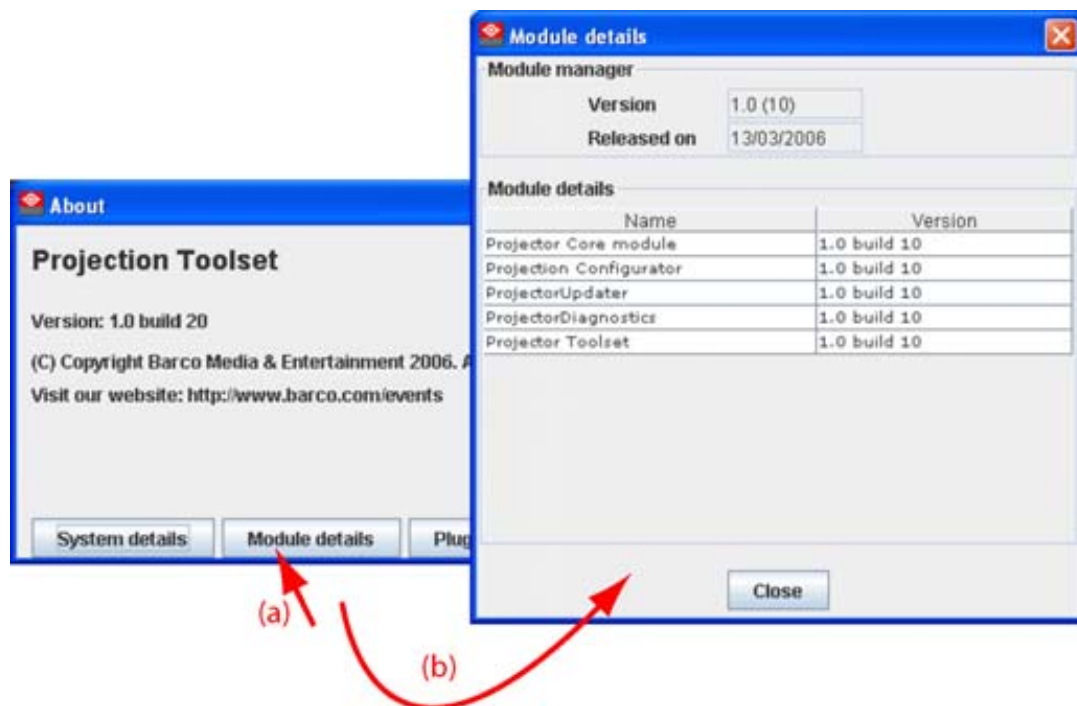 Module details
Module manager
Version 1.0 (10)
Released on 13/03/2006
Module details
Name Version
Projector Core module 1.0 build 10
Projection Configurator 1.0 build 10
ProjectorUpdater 1.0 build 10
ProjectorDiagnostics 1.0 build 10
Projector Toolset 1.0 build 10
Close
About
Projection Toolset
Version: 1.0 build 20
(C) Copyright Barco Media & Entertainment 2006. A
Visit our website: http://www.barco.com/events
System details Module details Plug
(a)
(b)